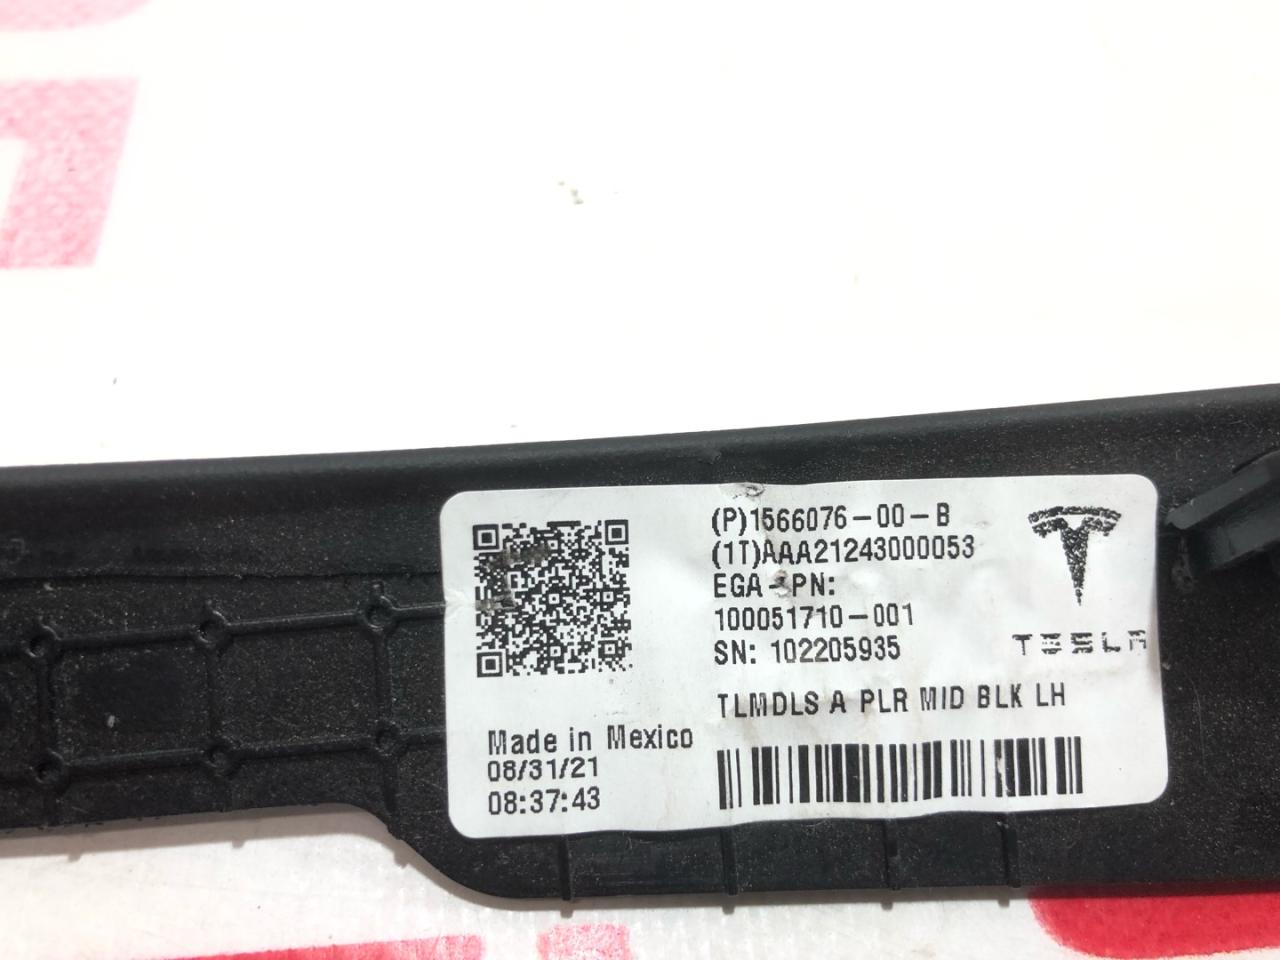 (P)1566076-00-B
(1T)AAA21243000053
EGA-PN:
100051710-001
SN: 102205935
TESLA
TLMDLS A PLR MID BLK LH
Made in Mexico
08/31/21
08:37:43